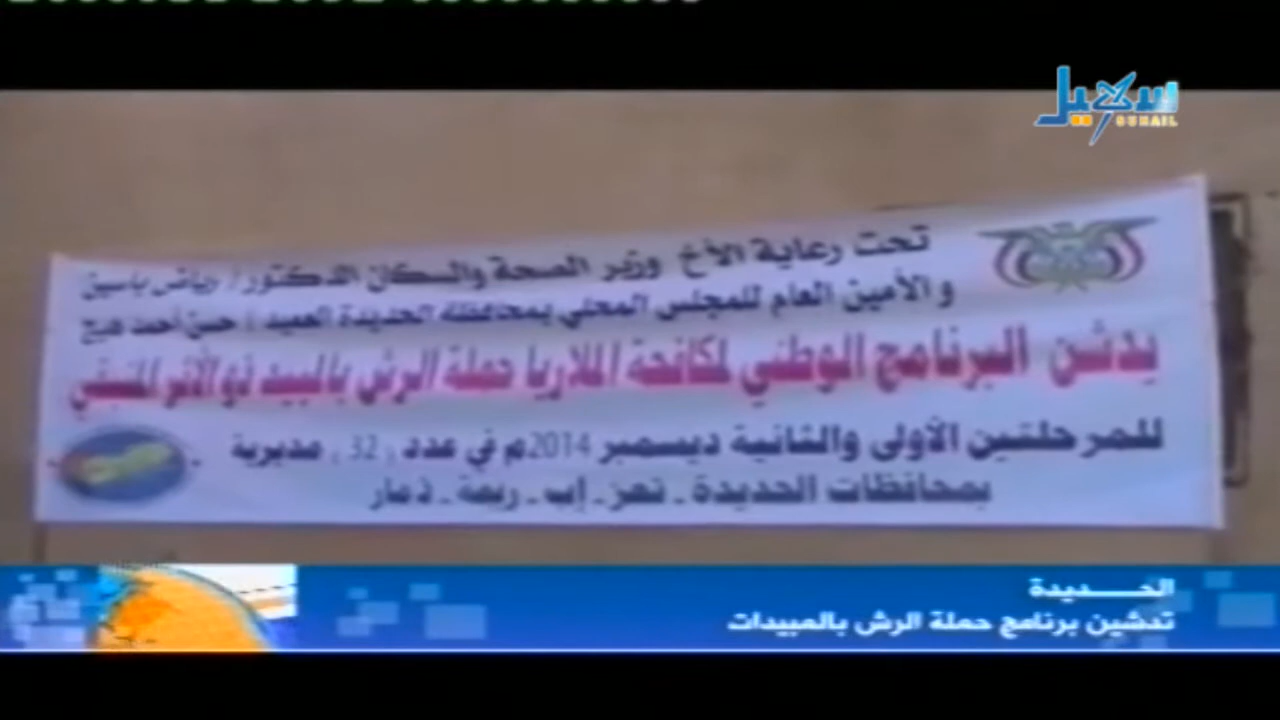 سهيل
SUHAIL
تحت رعاية الأخ وزير الصحة والسكان الدكتور / رياض ياسين
والأمين العام للمجلس المحلي بمحافظة الحديدة العميد / حسن أحمد هيج
يدشن البرنامج الوطني لمكافحة الملاريا حملة الرش بالمبيد ذو الأثر المتبقي
للمرحلتين الأولى والثانية ديسمبر 2014م في عدد (32) مديرية
بمحافظات الحديدة - تعز - إب - ريمة - ذمار
الحـــديدة
تدشين برنامج حملة الرش بالمبيدات